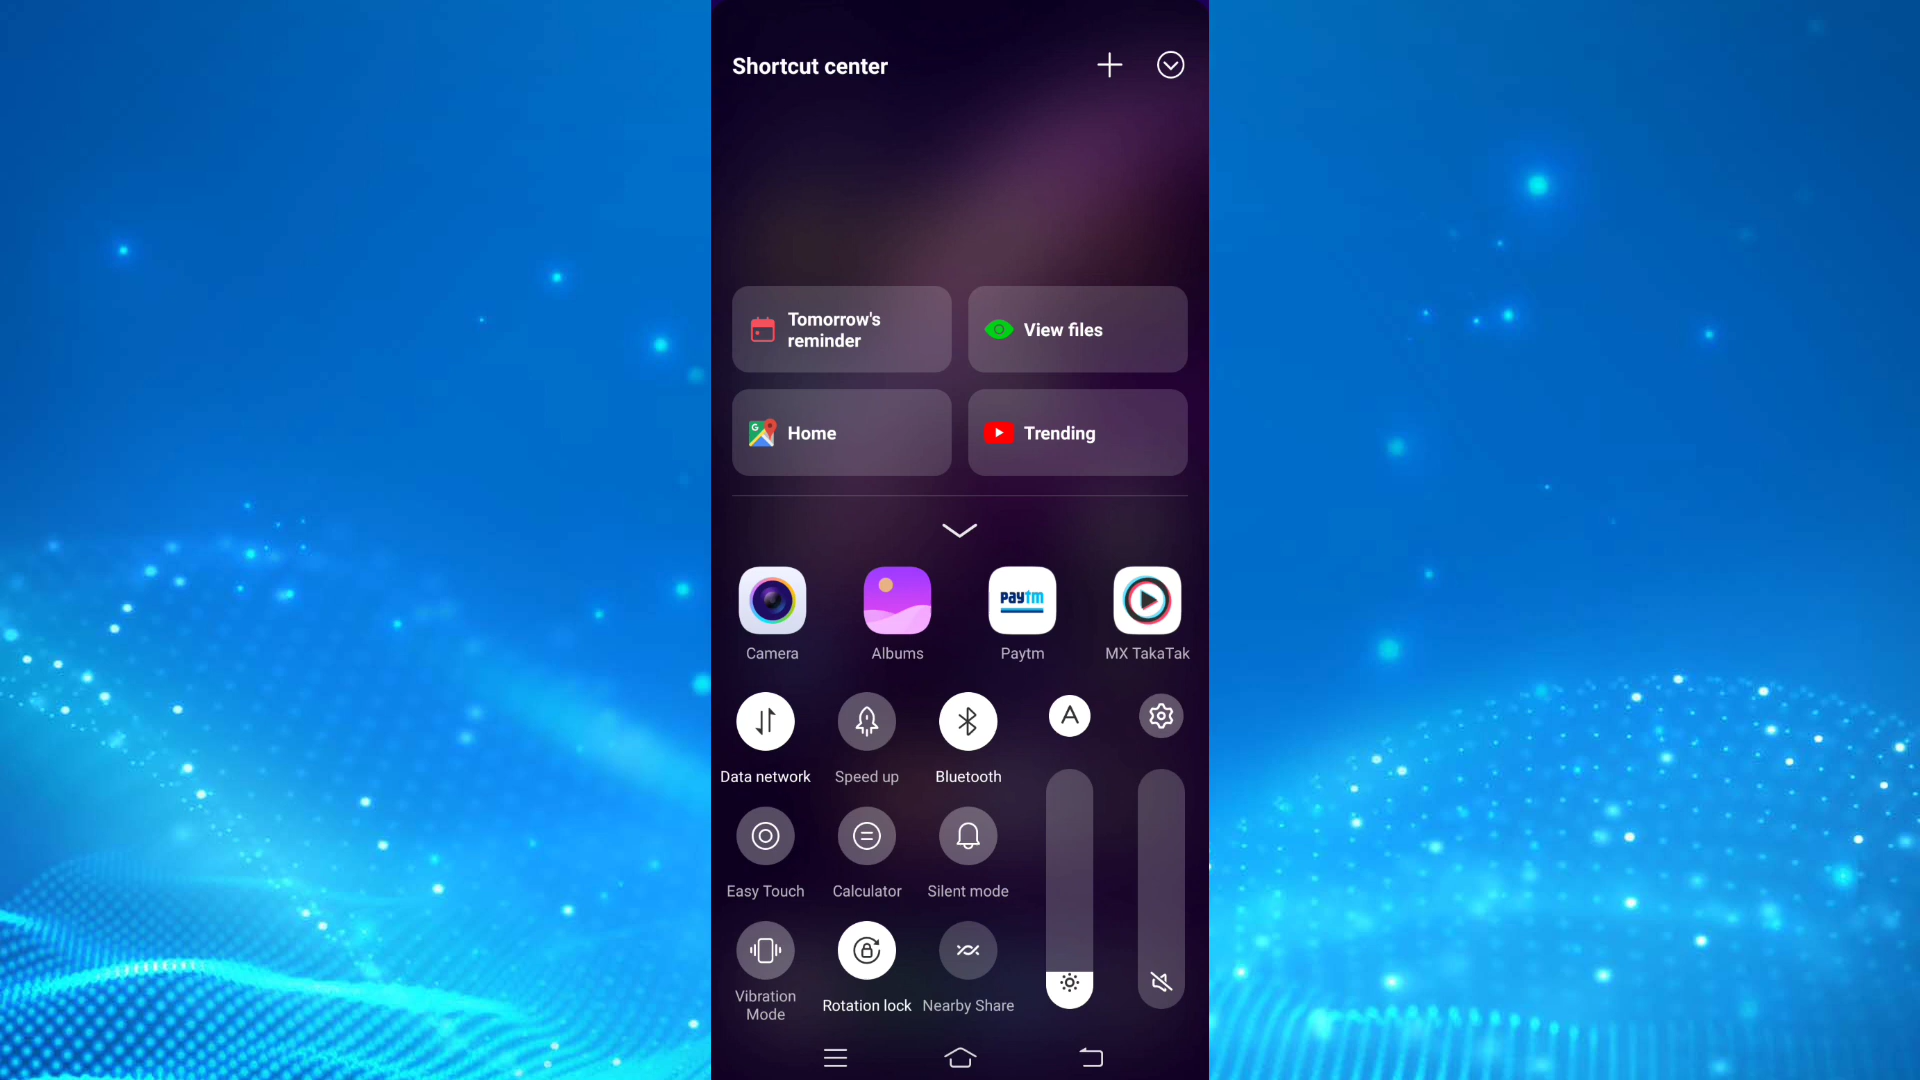 Shortcut center
Tomorrow's
reminder
View files
G
Home
Trending
paytm
Camera
Albums
Paytm
MX TakaTak
A
Data network
Speed up
Bluetooth
Easy Touch
Calculator
Silent mode
Vibration
Mode
Rotation lock
Nearby Share